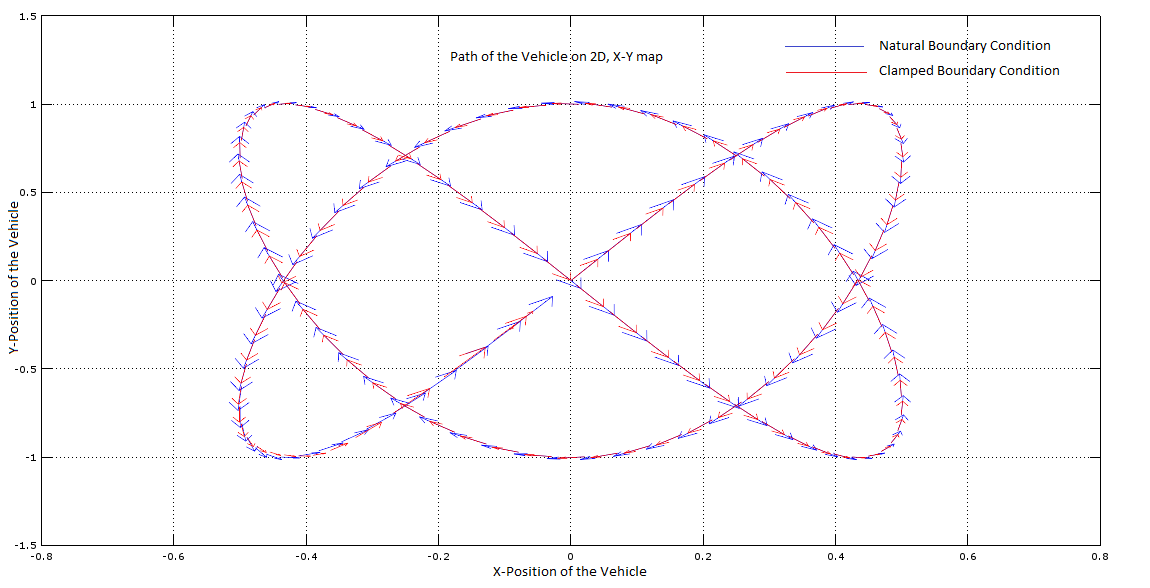 1.5
Path of the Vehicle on 2D, X-Y map
Natural Boundary Condition
Clamped Boundary Condition
1
0.5
0
-0.5
-1
-1.5
Y-Position of the Vehicle
-0.8 -0.6 -0.4 -0.2 0 0.2 0.4 0.6 0.8
X-Position of the Vehicle